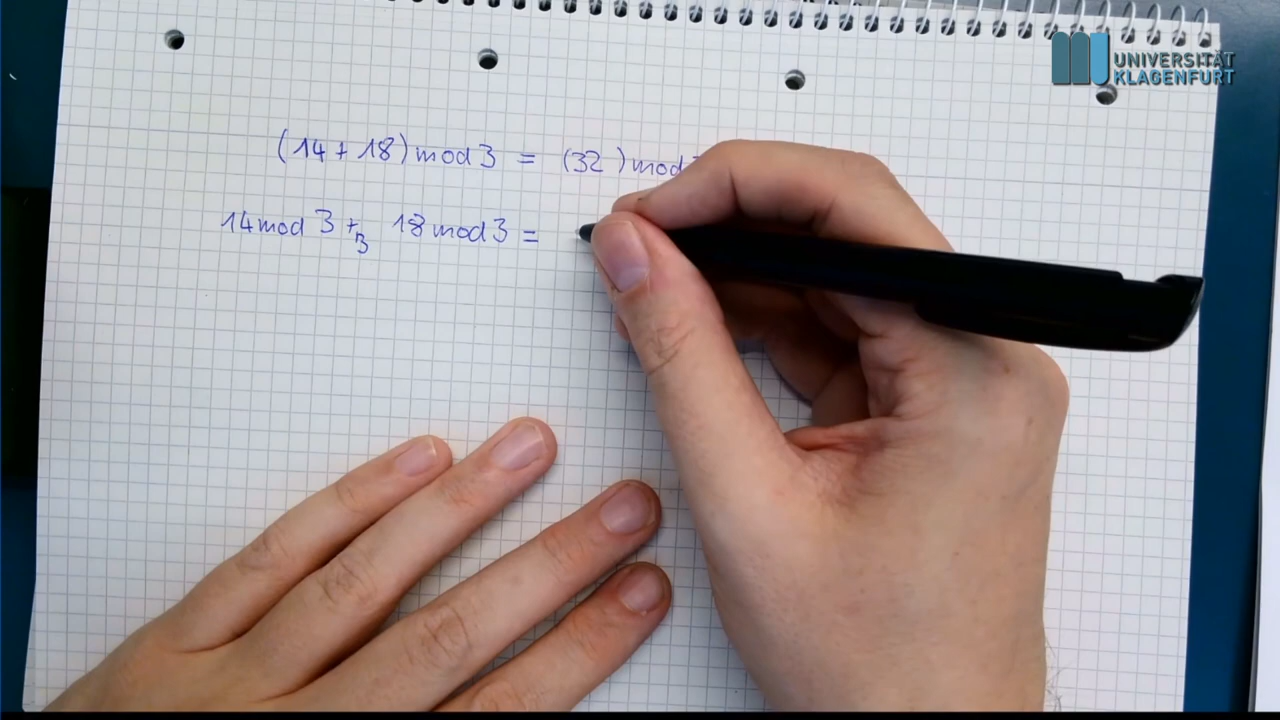 UNIVERSITÄT
KLAGENFURT
(14 + 18) mod 3 = (32 ) mod
14 mod 3 +₃ 18 mod 3 =